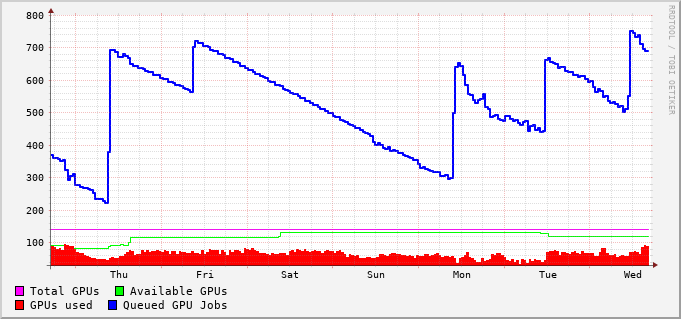 800
700
600
500
400
300
200
100
Thu Fri Sat Sun Mon Tue Wed
Total GPUs Available GPUs
GPUs used Queued GPU Jobs
RRDTOOL / TOBI OETIKER